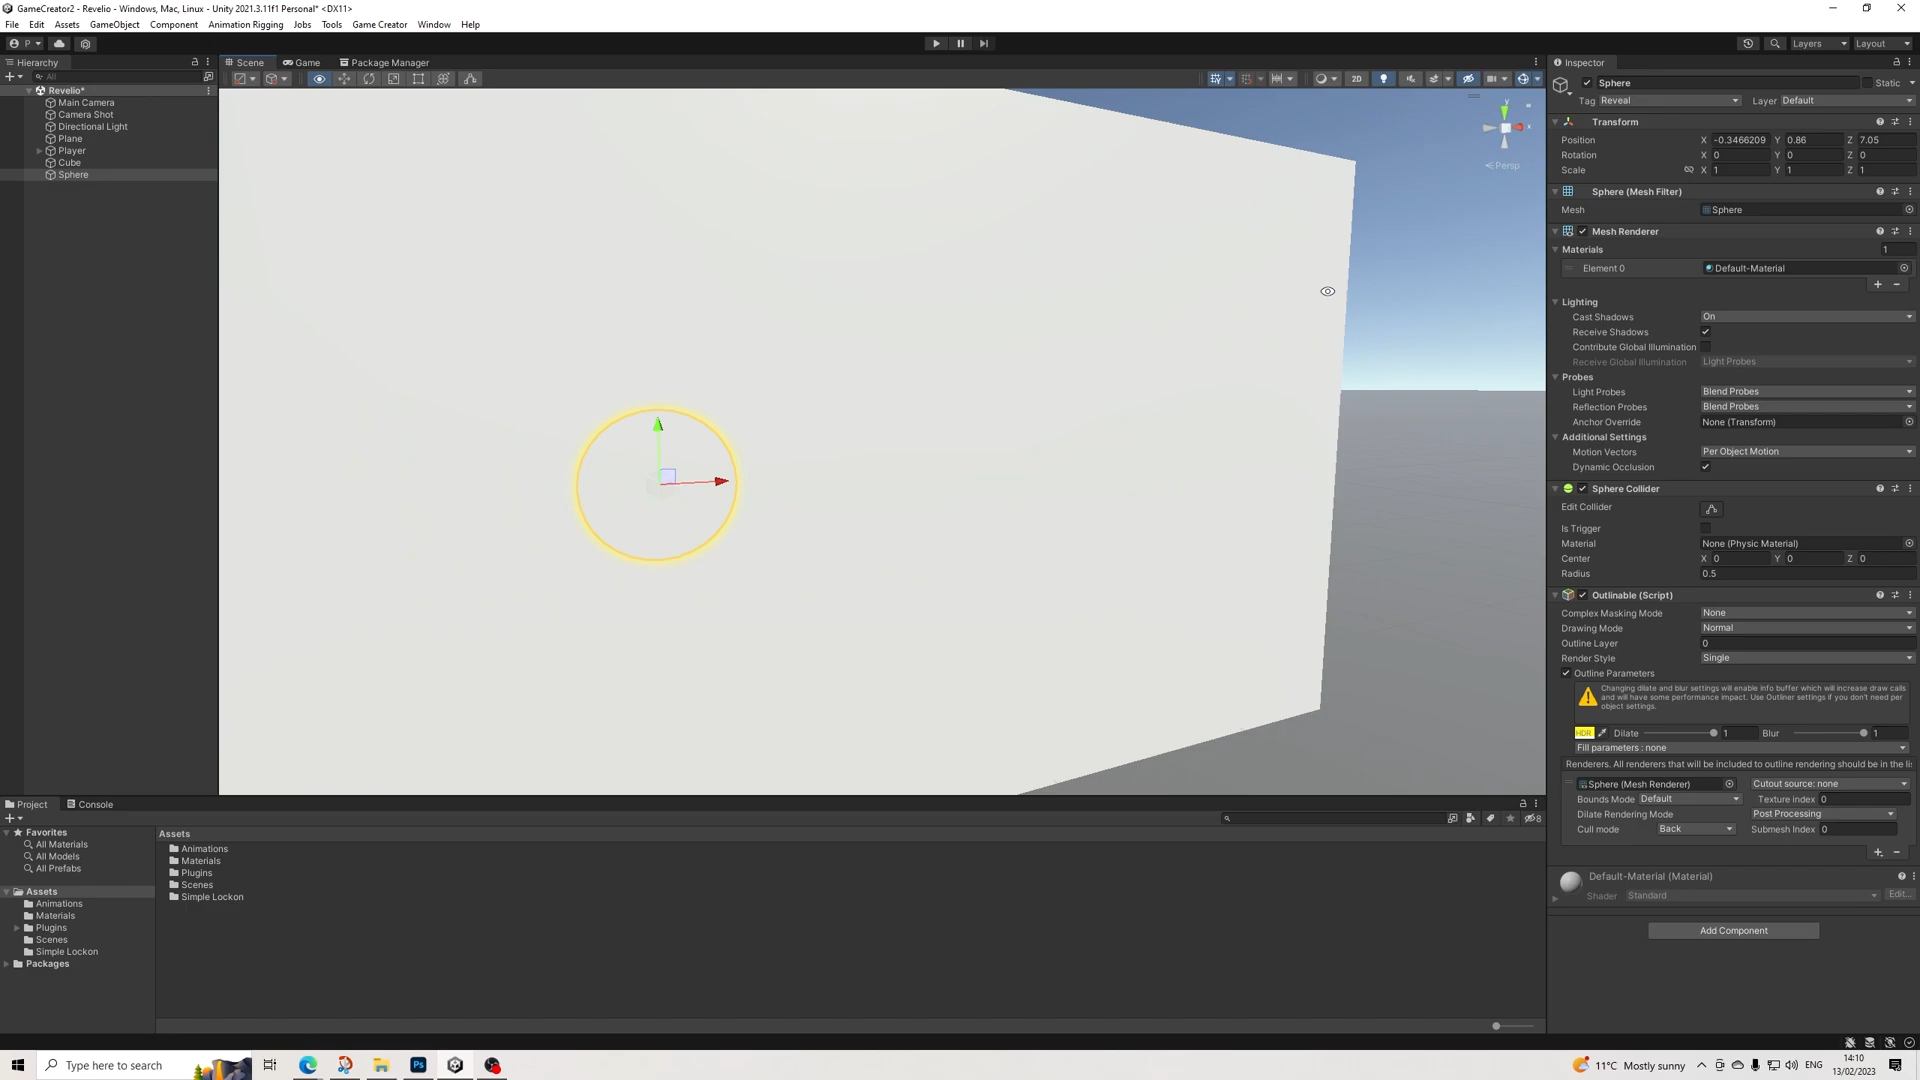 GameCreator2 - Revelio - Windows, Mac, Linux - Unity 2021.3.11f1 Personal* <DX11>
File Edit Assets GameObject Component Animation Rigging Jobs Tools Game Creator Window Help
P Layers Layout
Hierarchy
All
Revelio*
Main Camera
Camera Shot
Directional Light
Plane
Player
Cube
Sphere
Scene Game Package Manager
2D
y
x
Persp
Inspector
Sphere Static
Tag Reveal Layer Default
Transform
Position X -0.3466209 Y 0.86 Z 7.05
Rotation X 0 Y 0 Z 0
Scale X 1 Y 1 Z 1
Sphere (Mesh Filter)
Mesh Sphere
Mesh Renderer
Materials 1
Element 0 Default-Material
Lighting
Cast Shadows On
Receive Shadows
Contribute Global Illumination
Receive Global Illumination Light Probes
Probes
Light Probes Blend Probes
Reflection Probes Blend Probes
Anchor Override None (Transform)
Additional Settings
Motion Vectors Per Object Motion
Dynamic Occlusion
Sphere Collider
Edit Collider
Is Trigger
Material None (Physic Material)
Center X 0 Y 0 Z 0
Radius 0.5
Outlinable (Script)
Complex Masking Mode None
Drawing Mode Normal
Outline Layer 0
Render Style Single
Outline Parameters
Changing dilate and blur settings will enable info buffer which will increase draw calls
and will have some performance impact. Use Outliner settings if you don't need per
object settings.
HDR Dilate 1 Blur 1
Fill parameters : none
Renderers. All renderers that will be included to outline rendering should be in the li
Sphere (Mesh Renderer) Cutout source: none
Bounds Mode Default Texture index 0
Dilate Rendering Mode Post Processing
Cull mode Back Submesh Index 0
Default-Material (Material)
Shader Standard Edit...
Add Component
Project Console
8
Favorites
All Materials
All Models
All Prefabs
Assets
Animations
Materials
Plugins
Scenes
Simple Lockon
Packages
Assets
Animations
Materials
Plugins
Scenes
Simple Lockon
Type here to search
Ps
11°C Mostly sunny
ENG
14:10
13/02/2023